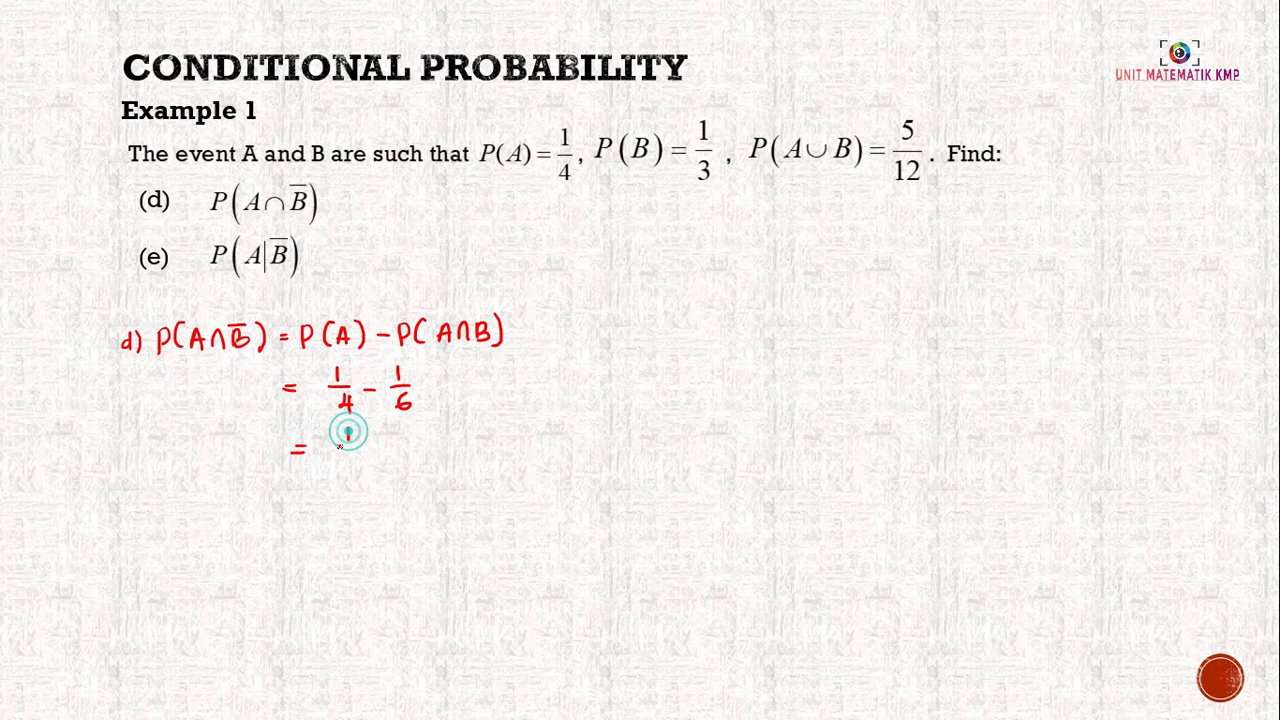 CONDITIONAL PROBABILITY
UNIT MATEMATIK KMP
Example 1
The event A and B are such that P(A) = 1/4, P(B) = 1/3, P(A∪B) = 5/12. Find:
(d) P(A∩B̅)
(e) P(A|B̅)
d) P(A∩B̅) = P(A) - P(A∩B)
= 1/4 - 1/6
= 1